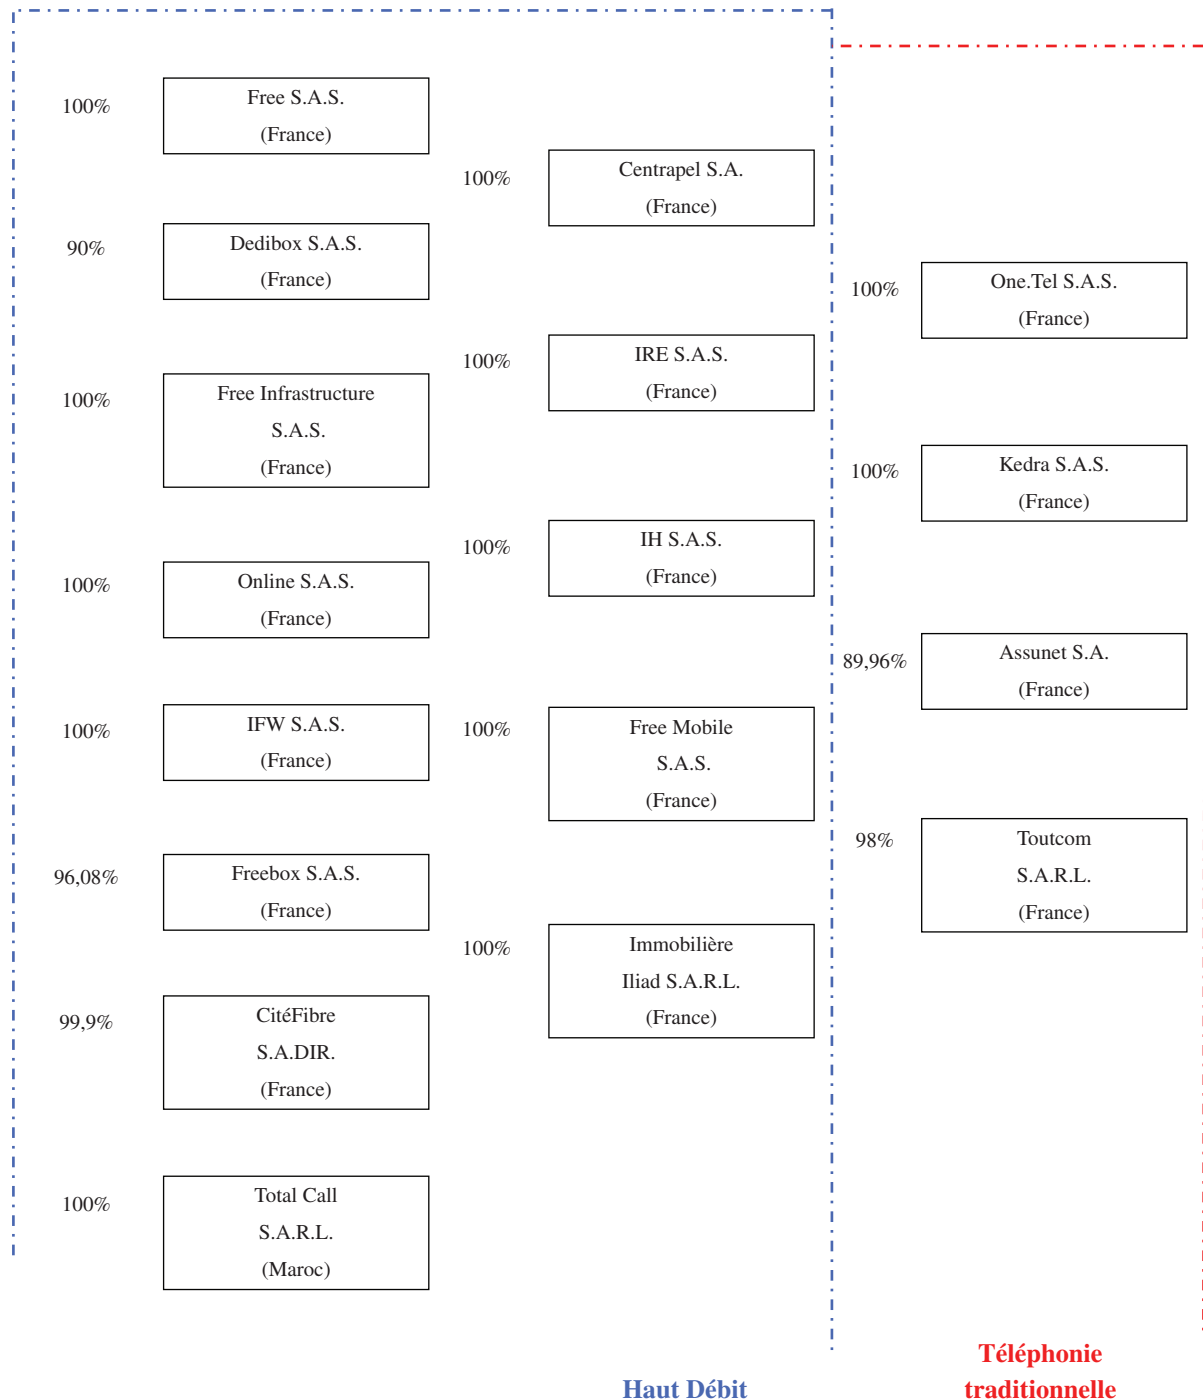 100%
Free S.A.S.
(France)
90%
Dedibox S.A.S.
(France)
100%
Free Infrastructure
S.A.S.
(France)
100%
Online S.A.S.
(France)
100%
IFW S.A.S.
(France)
96,08%
Freebox S.A.S.
(France)
99,9%
CitéFibre
S.A.DIR.
(France)
100%
Total Call
S.A.R.L.
(Maroc)
100%
Centrapel S.A.
(France)
100%
IRE S.A.S.
(France)
100%
IH S.A.S.
(France)
100%
Free Mobile
S.A.S.
(France)
100%
Immobilière
Iliad S.A.R.L.
(France)
Haut Débit
100%
One.Tel S.A.S.
(France)
100%
Kedra S.A.S.
(France)
89,96%
Assunet S.A.
(France)
98%
Toutcom
S.A.R.L.
(France)
Téléphonie
traditionnelle